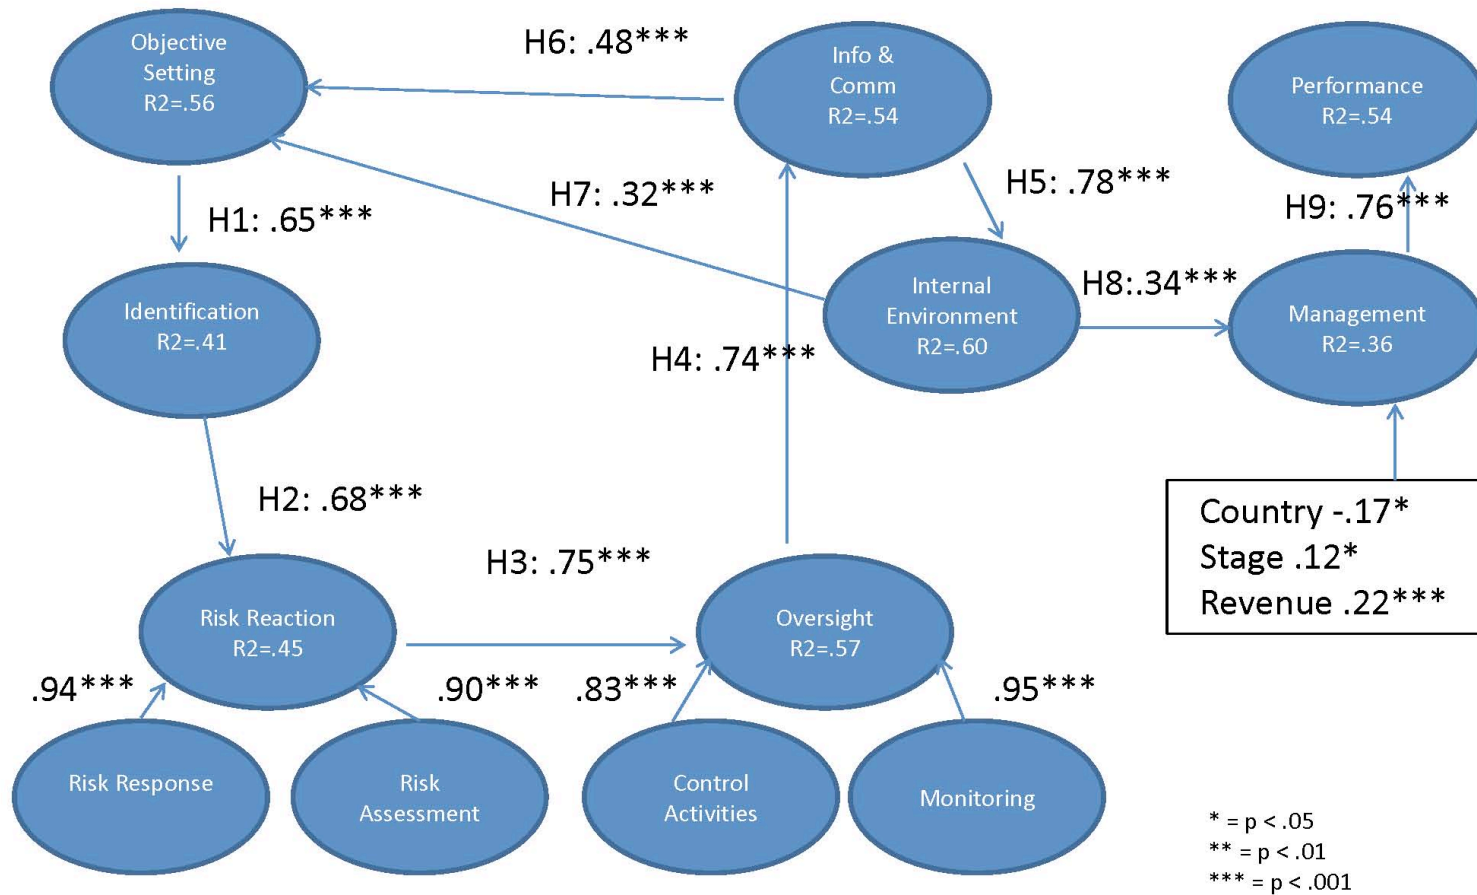 Objective
Setting
R2=.56
H6: .48***
Info &
Comm
R2=.54
Performance
R2=.54
H7: .32***
H5: .78***
H9: .76***
H1: .65***
Identification
R2=.41
Internal
Environment
R2=.60
H8:.34***
Management
R2=.36
H4: .74***
H2: .68***
Country -.17*
Stage .12*
Revenue .22***
H3: .75***
Risk Reaction
R2=.45
Oversight
R2=.57
.94***
.90***
.83***
.95***
Risk Response
Risk
Assessment
Control
Activities
Monitoring
* = p < .05
** = p < .01
*** = p < .001